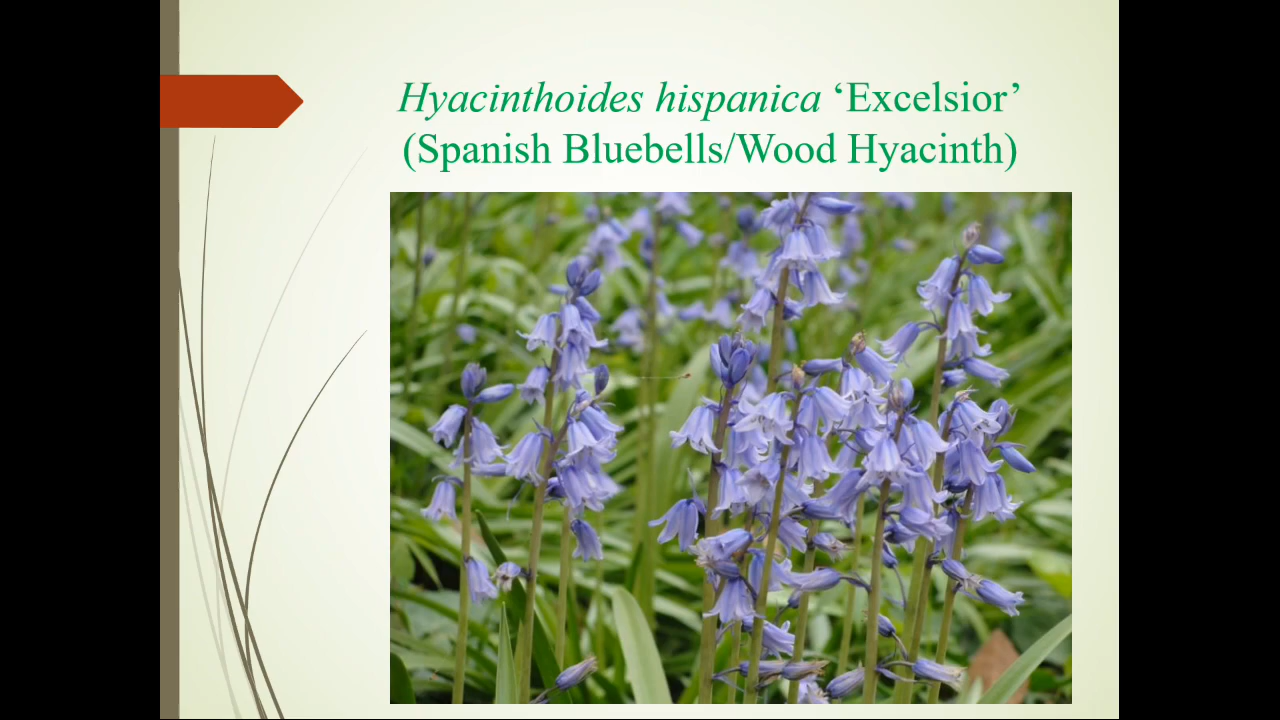 Hyacinthoides hispanica ‘Excelsior’
(Spanish Bluebells/Wood Hyacinth)